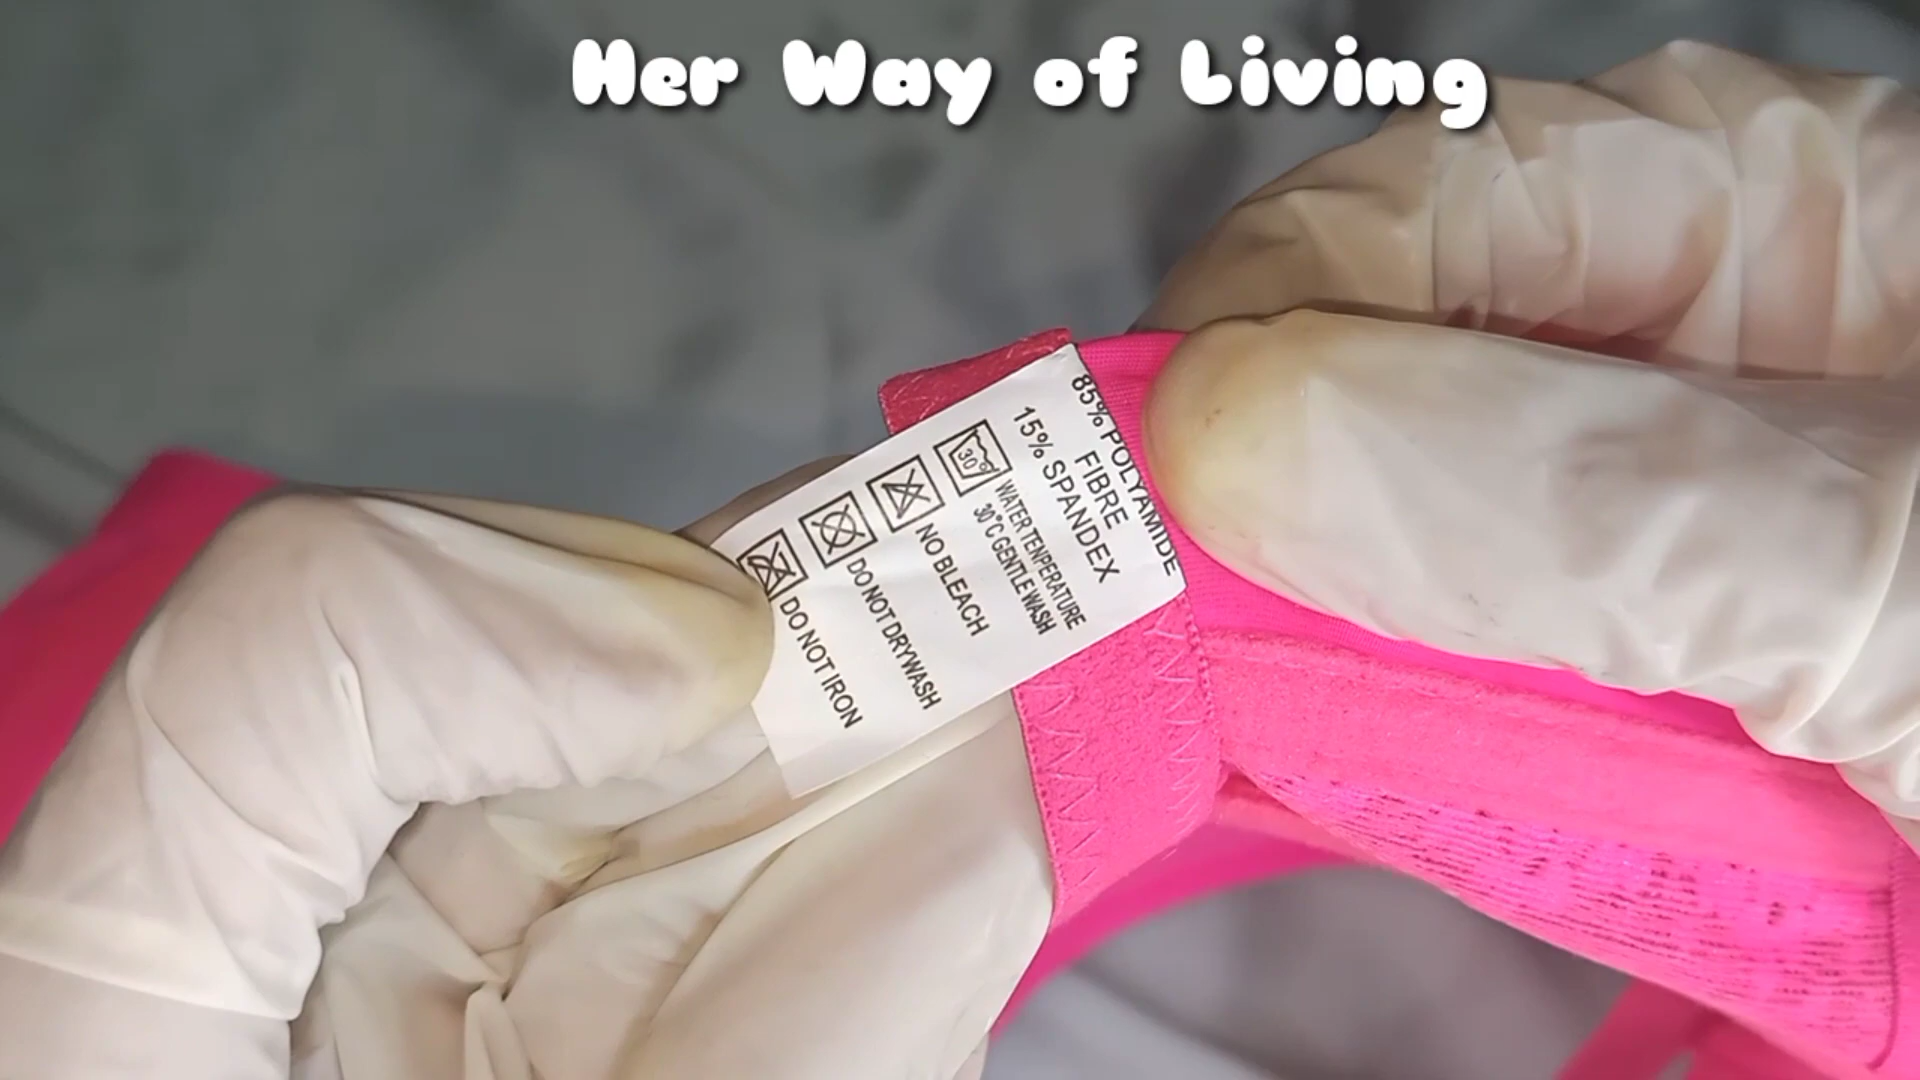 Her Way of Living
85% POLYAMIDE
FIBRE
15% SPANDEX
30°
WATER TENPERATURE
30°C GENTLE WASH
NO BLEACH
DO NOT DRYWASH
DO NOT IRON